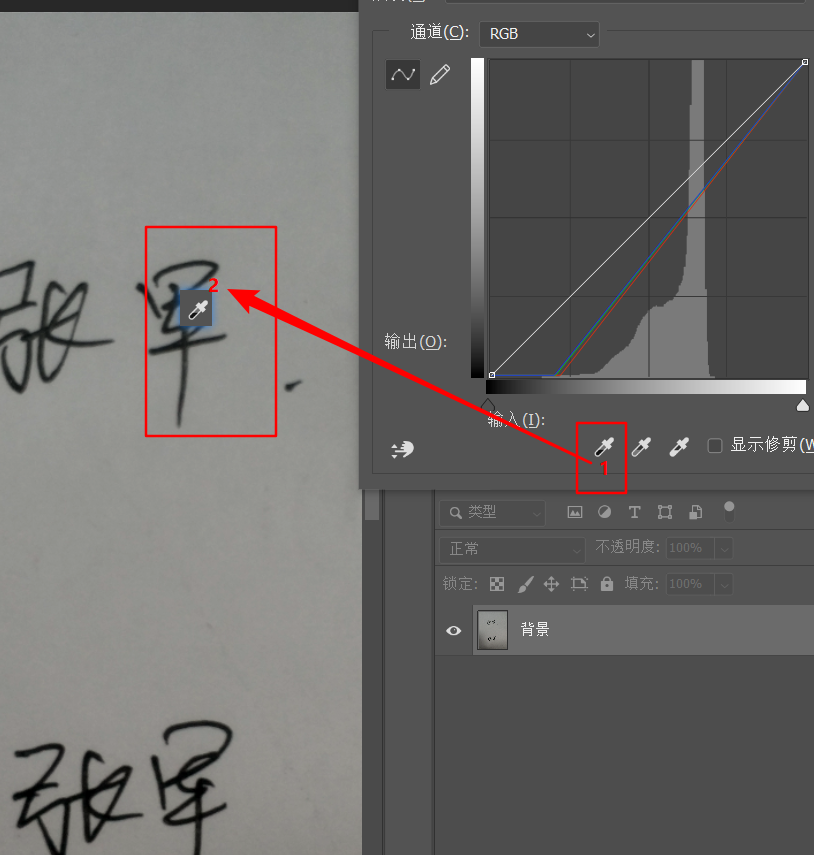 通道(C):
RGB
张军.
2
输出(O):
输入(I):
1
显示修剪(W
类型
正常
不透明度:
100%
锁定:
填充:
100%
背景
张军